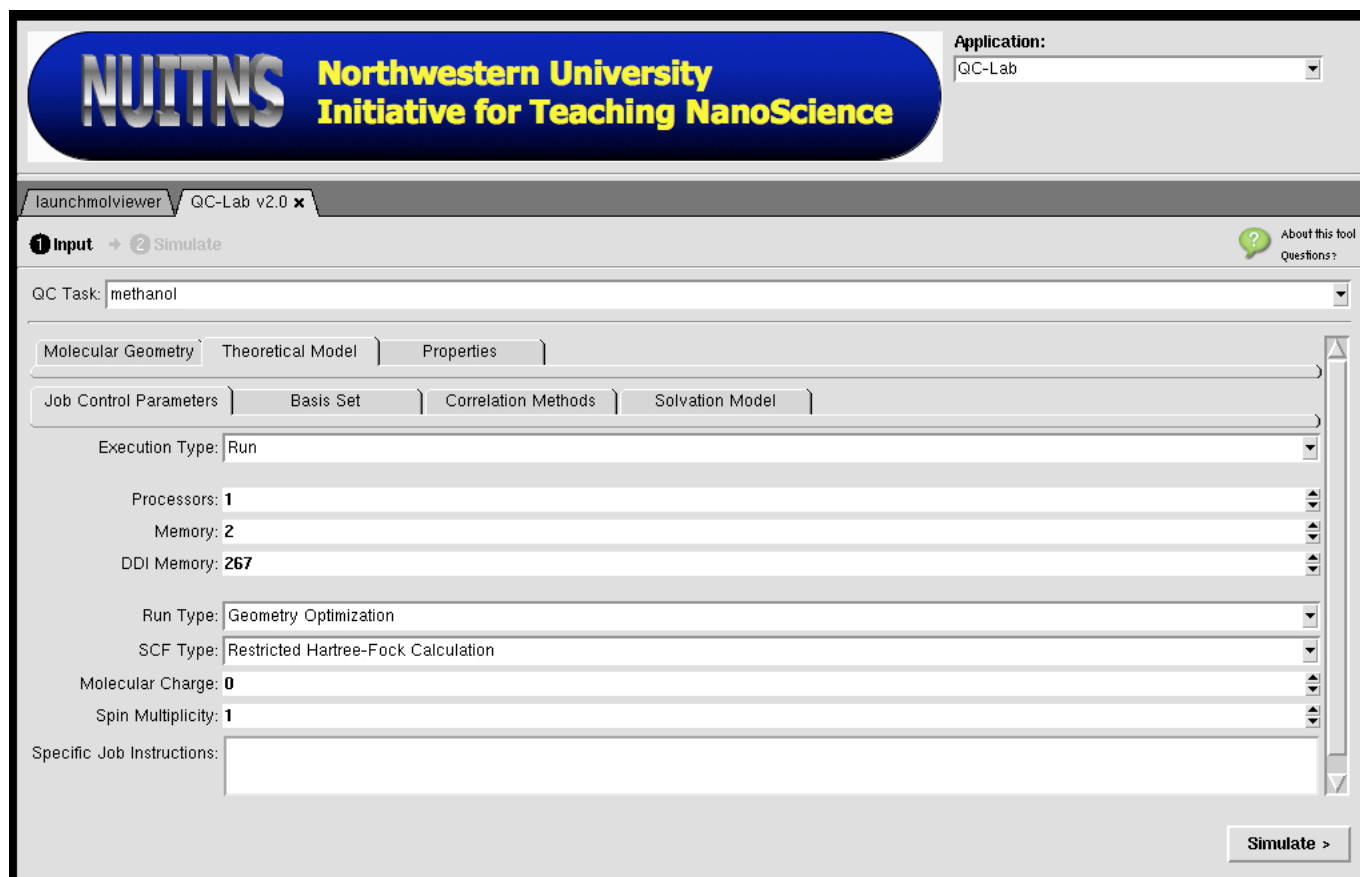 NUITNS
Northwestern University
Initiative for Teaching NanoScience
Application:
QC-Lab
launchmolviewer
QC-Lab v2.0 ×
1 Input → 2 Simulate
?
About this tool
Questions?
QC Task: methanol
Molecular Geometry Theoretical Model Properties
Job Control Parameters Basis Set Correlation Methods Solvation Model
Execution Type: Run
Processors: 1
Memory: 2
DDI Memory: 267
Run Type: Geometry Optimization
SCF Type: Restricted Hartree-Fock Calculation
Molecular Charge: 0
Spin Multiplicity: 1
Specific Job Instructions:
Simulate >